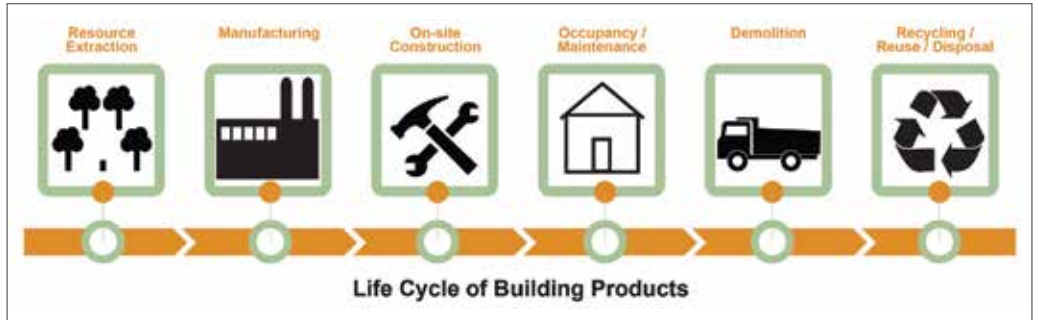 Resource
Extraction
Manufacturing
On-site
Construction
Occupancy /
Maintenance
Demolition
Recycling /
Reuse / Disposal
Life Cycle of Building Products